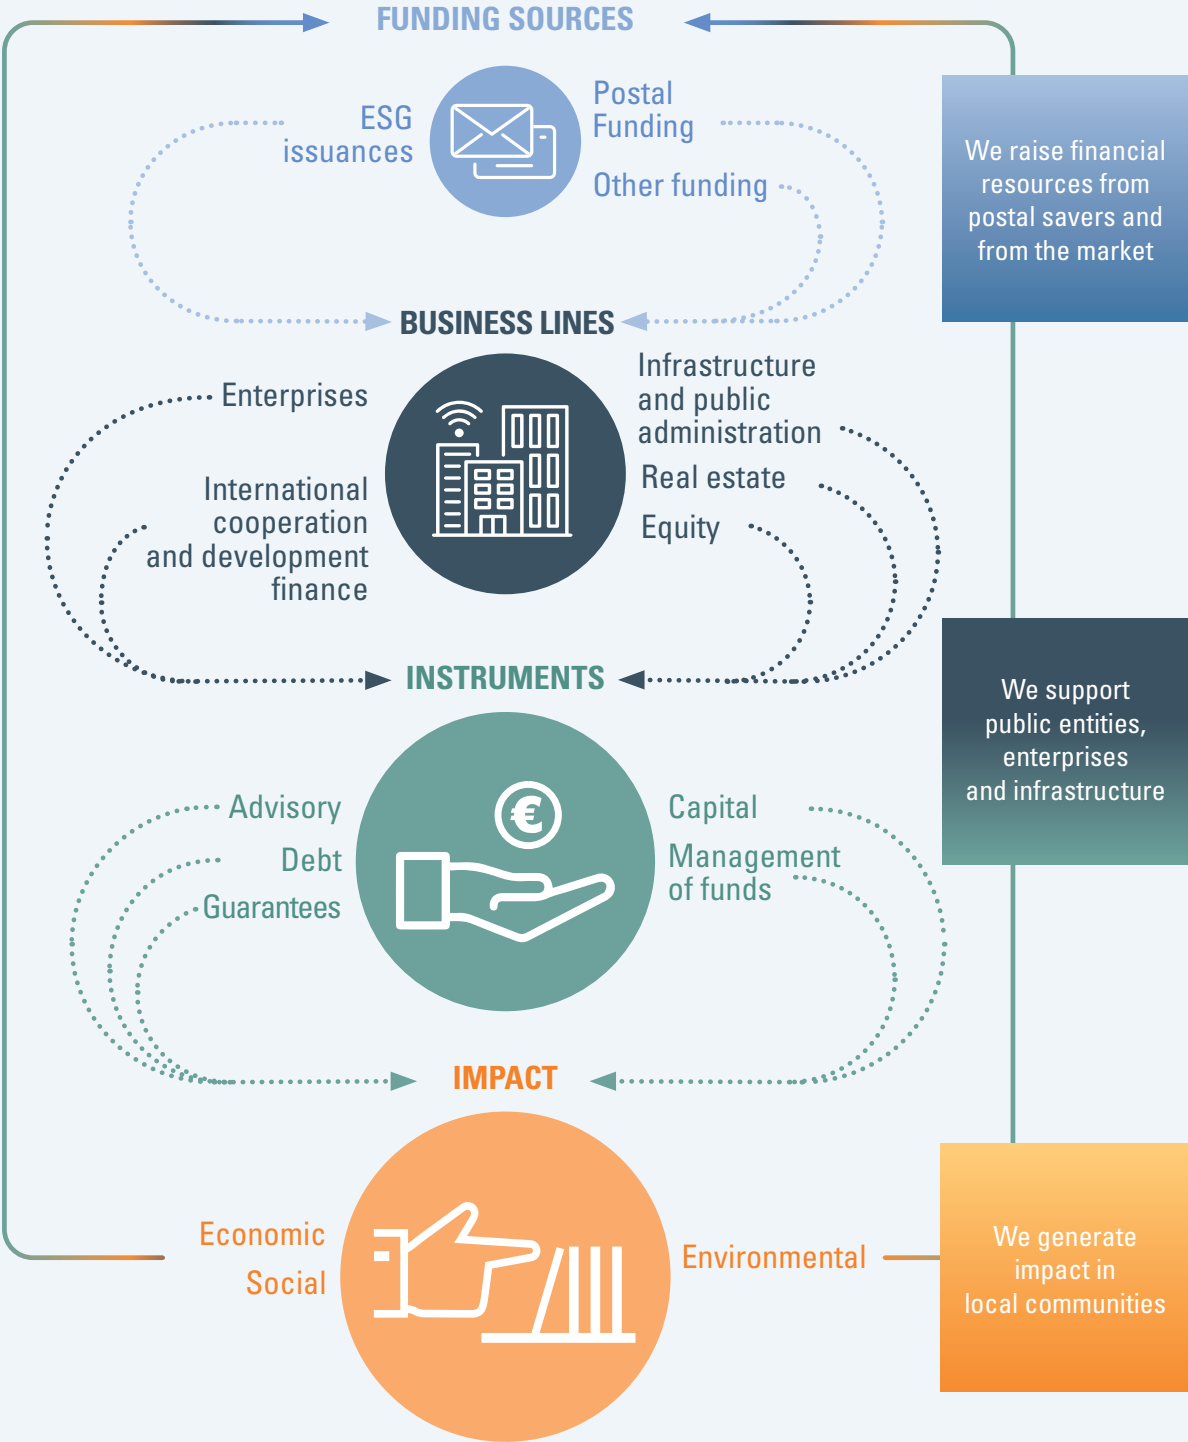 FUNDING SOURCES
ESG
issuances
Postal
Funding
Other funding
We raise financial
resources from
postal savers and
from the market
BUSINESS LINES
Enterprises
International
cooperation
and development
finance
Infrastructure
and public
administration
Real estate
Equity
INSTRUMENTS
We support
public entities,
enterprises
and infrastructure
Advisory
Debt
Guarantees
€
Capital
Management
of funds
IMPACT
Economic
Social
Environmental
We generate
impact in
local communities